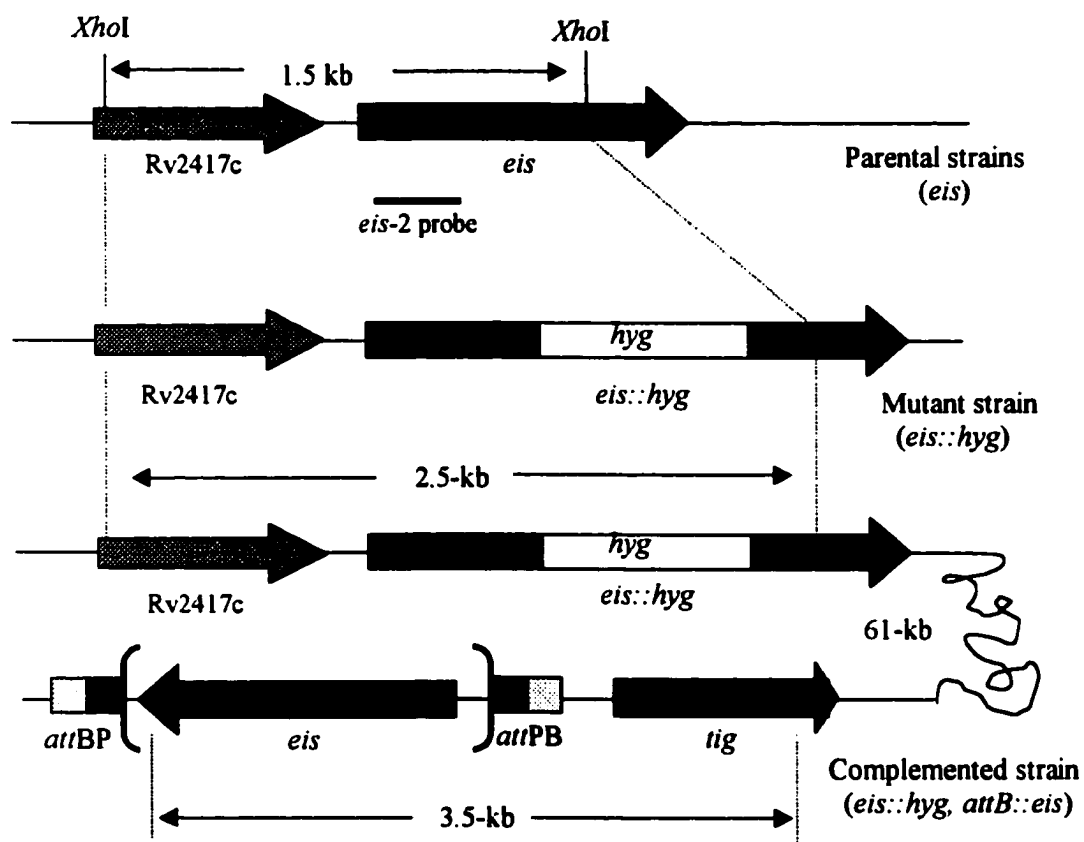 XhoI
XhoI
1.5 kb
Rv2417c
eis
Parental strains
(eis)
eis-2 probe
hyg
Rv2417c
eis::hyg
Mutant strain
(eis::hyg)
2.5-kb
hyg
Rv2417c
eis::hyg
61-kb
attBP
eis
attPB
tig
Complemented strain
(eis::hyg, attB::eis)
3.5-kb